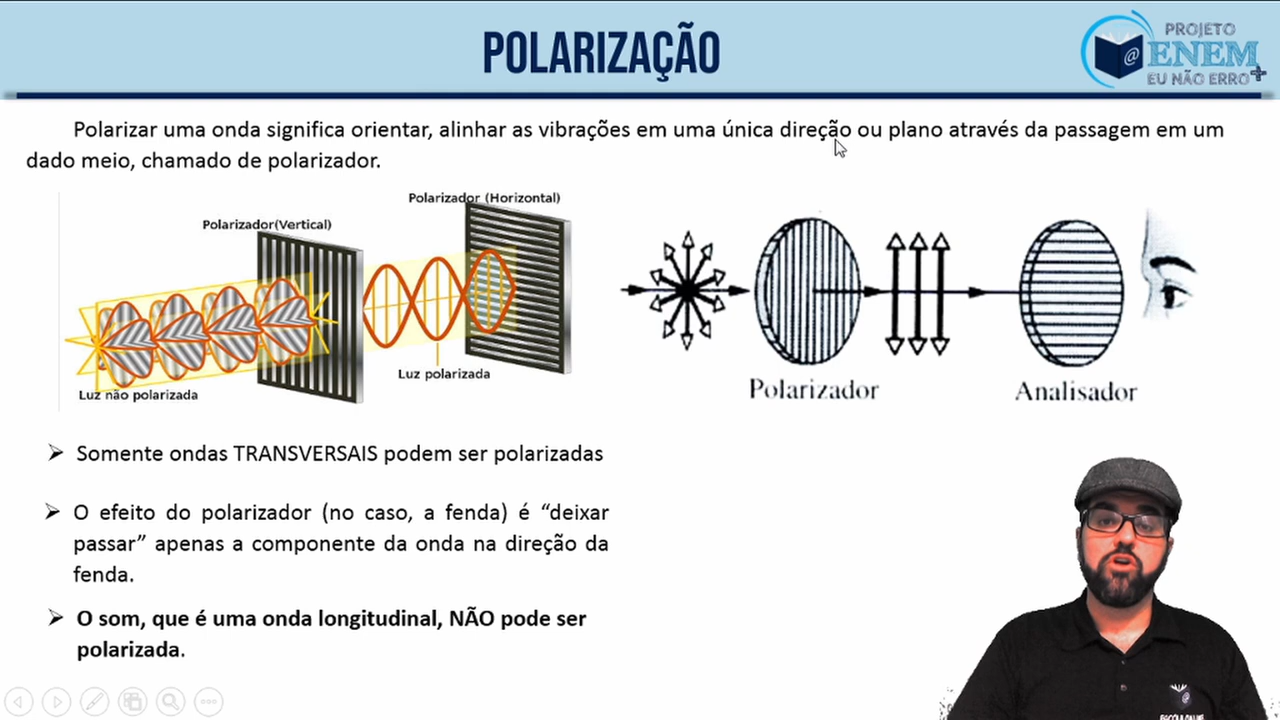 POLARIZAÇÃO
PROJETO
@ENEM+
EU NÃO ERRO
Polarizar uma onda significa orientar, alinhar as vibrações em uma única direção ou plano através da passagem em um
dado meio, chamado de polarizador.
Polarizador (Horizontal)
Polarizador(Vertical)
Luz polarizada
Luz não polarizada
Polarizador
Analisador
➢ Somente ondas TRANSVERSAIS podem ser polarizadas
➢ O efeito do polarizador (no caso, a fenda) é “deixar
passar” apenas a componente da onda na direção da
fenda.
➢ O som, que é uma onda longitudinal, NÃO pode ser
polarizada.